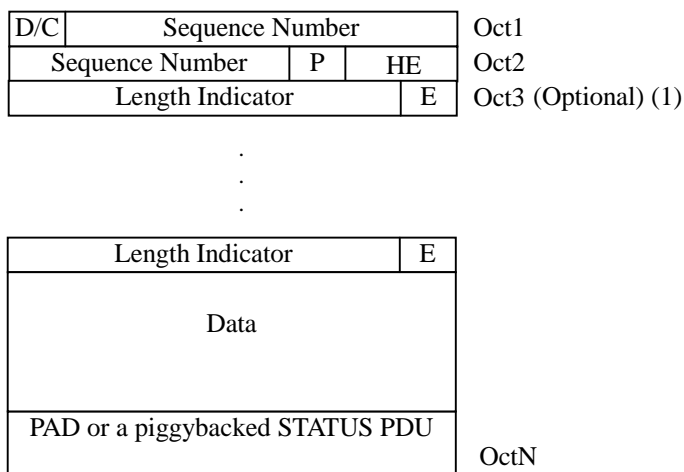 D/C Sequence Number Oct1
Sequence Number P HE Oct2
Length Indicator E Oct3 (Optional) (1)
.
.
.
Length Indicator E
Data
PAD or a piggybacked STATUS PDU
OctN